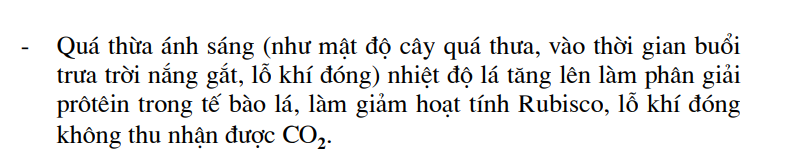 - Quá thừa ánh sáng (như mật độ cây quá thưa, vào thời gian buổi
trưa trời nắng gắt, lỗ khí đóng) nhiệt độ lá tăng lên làm phân giải
prôtêin trong tế bào lá, làm giảm hoạt tính Rubisco, lỗ khí đóng
không thu nhận được CO₂.